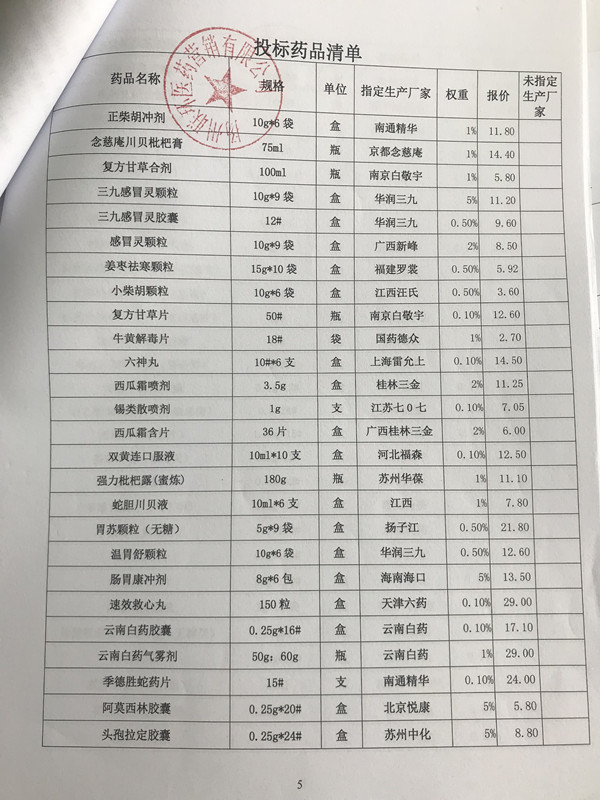 投标药品清单
药品名称 规格 单位 指定生产厂家 权重 报价 未指定生产厂家
正柴胡冲剂 10g*6 袋 盒 南通精华 1% 11.80
念慈庵川贝枇杷膏 75ml 瓶 京都念慈庵 1% 14.40
复方甘草合剂 100ml 瓶 南京白敬宇 1% 5.80
三九感冒灵颗粒 10g*9 袋 盒 华润三九 5% 11.20
三九感冒灵胶囊 12# 盒 华润三九 0.50% 9.60
感冒灵颗粒 10g*9 袋 盒 广西新峰 2% 8.50
姜枣祛寒颗粒 15g*10 袋 盒 福建罗裳 0.50% 5.92
小柴胡颗粒 10g*6 袋 盒 江西汪氏 0.50% 3.60
复方甘草片 50# 瓶 南京白敬宇 0.10% 12.60
牛黄解毒片 18# 袋 国药德众 1% 2.70
六神丸 10#*6 支 盒 上海雷允上 0.10% 14.50
西瓜霜喷剂 3.5g 盒 桂林三金 2% 11.25
锡类散喷剂 1g 支 江苏七0七 0.10% 7.05
西瓜霜含片 36 片 盒 广西桂林三金 2% 6.00
双黄连口服液 10ml*10 支 盒 河北福森 0.10% 12.50
强力枇杷露(蜜炼) 180g 瓶 苏州华葆 1% 11.10
蛇胆川贝液 10ml*6 支 盒 江西 1% 7.80
胃苏颗粒（无糖） 5g*9 袋 盒 扬子江 0.50% 21.80
温胃舒颗粒 10g*6 袋 盒 华润三九 0.50% 12.60
肠胃康冲剂 8g*6 包 盒 海南海口 5% 13.50
速效救心丸 150 粒 盒 天津六药 0.10% 29.00
云南白药胶囊 0.25g*16# 盒 云南白药 0.10% 17.10
云南白药气雾剂 50g：60g 瓶 云南白药 1% 29.00
季德胜蛇药片 15# 支 南通精华 0.10% 24.00
阿莫西林胶囊 0.25g*20# 盒 北京悦康 5% 5.80
头孢拉定胶囊 0.25g*24# 盒 苏州中化 5% 8.80
5